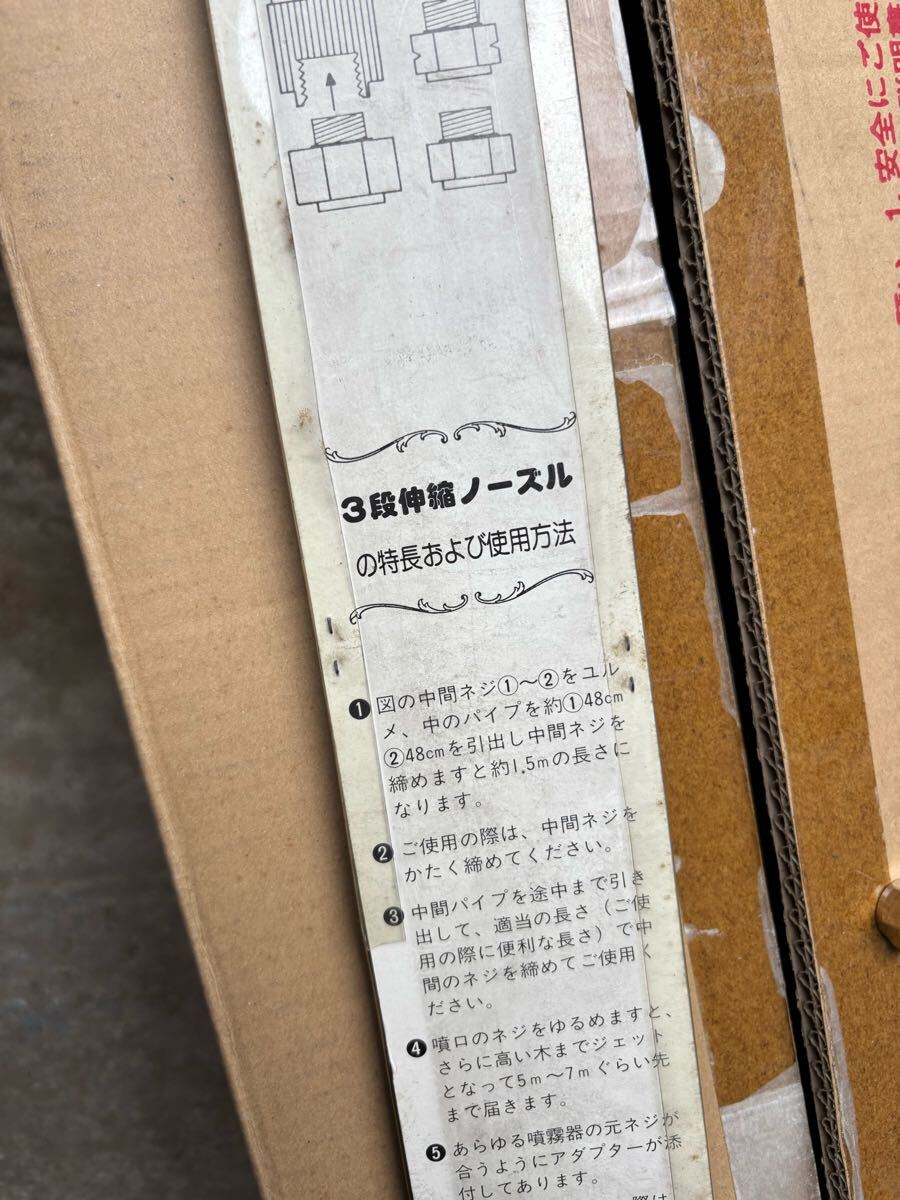 3段伸縮ノーズル
の特長および使用方法
❶ 図の中間ネジ①〜②をユル
メ、中のパイプを約①48cm
②48cmを引出し中間ネジを
締めますと約1.5mの長さに
なります。
❷ ご使用の際は、中間ネジを
かたく締めてください。
❸ 中間パイプを途中まで引き
出して、適当の長さ（ご使
用の際に便利な長さ）で中
間のネジを締めてご使用く
ださい。
❹ 噴口のネジをゆるめますと、
さらに高い木までジェット
となって5m〜7mぐらい先
まで届きます。
❺ あらゆる噴霧器の元ネジが
合うようにアダプターが添
付してあります。
際は
1. 安全にご使